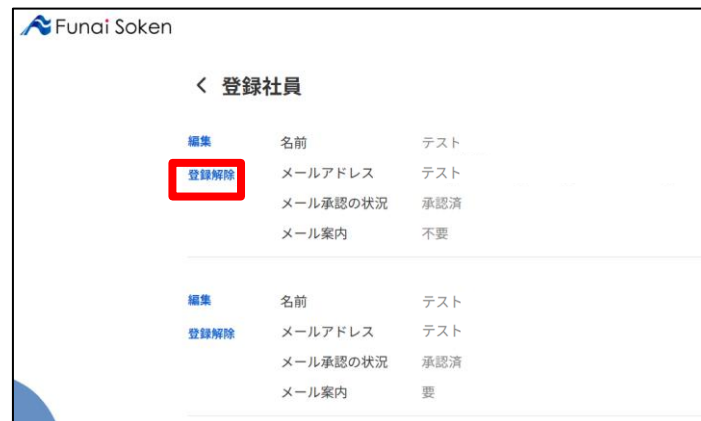 Funai Soken
< 登録社員
編集 名前 テスト
登録解除 メールアドレス テスト
メール承認の状況 承認済
メール案内 不要
編集 名前 テスト
登録解除 メールアドレス テスト
メール承認の状況 承認済
メール案内 要